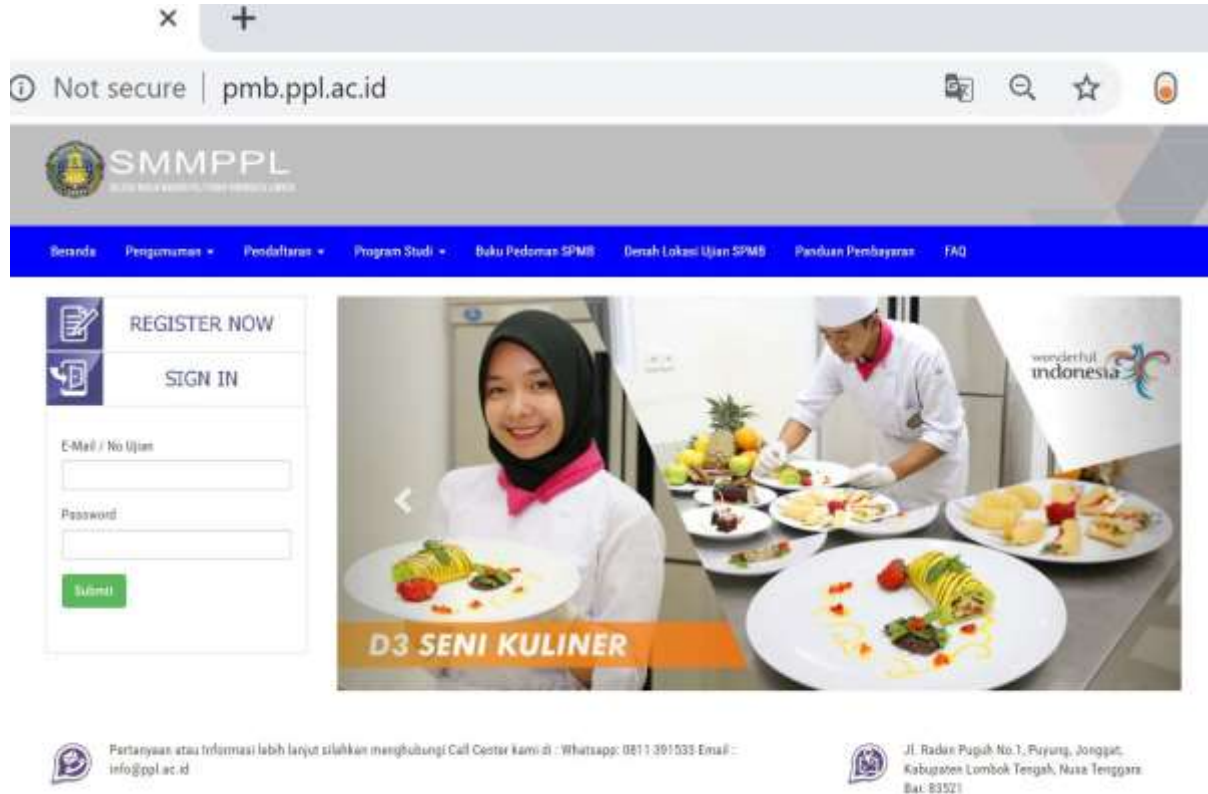 Not secure | pmb.ppl.ac.id
SMMPPL
Beranda Pengumuman Pendaftaran Program Studi Buku Pedoman SPMB Denah Lokasi Ujian SPMB Panduan Pembayaran FAQ
REGISTER NOW
SIGN IN
E-Mail / No Ujian
Password
Submit
wonderful
indonesia
D3 SENI KULINER
Pertanyaan atau Informasi lebih lanjut silahkan menghubungi Call Center kami di : Whatsapp: 0811 391533 Email :
info@ppl.ac.id
Jl. Raden Puguh No.1, Puyung, Jonggat,
Kabupaten Lombok Tengah, Nusa Tenggara
Bar. 83521